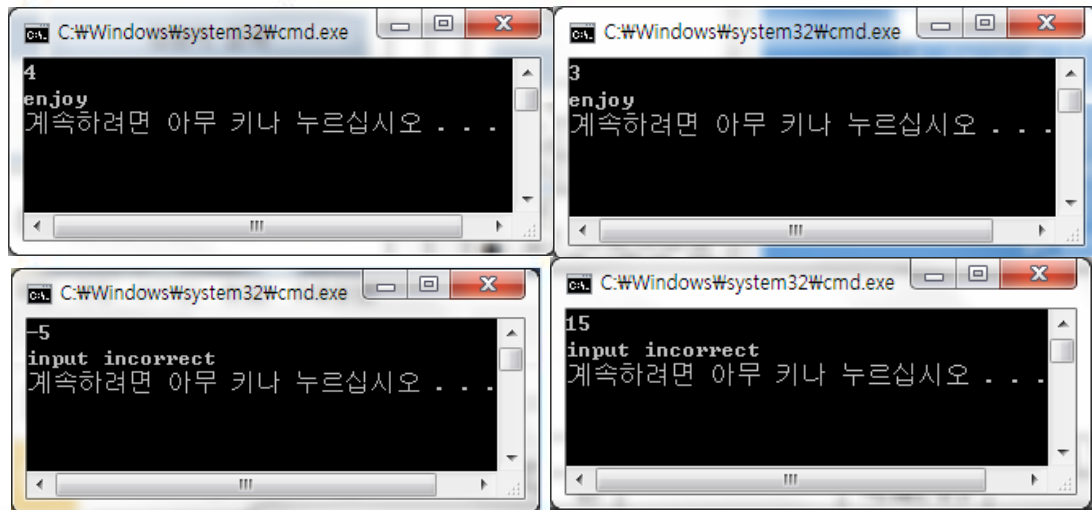 C:₩Windows₩system32₩cmd.exe
4
enjoy
계속하려면 아무 키나 누르십시오 . . .
C:₩Windows₩system32₩cmd.exe
3
enjoy
계속하려면 아무 키나 누르십시오 . . .
C:₩Windows₩system32₩cmd.exe
-5
input incorrect
계속하려면 아무 키나 누르십시오 . . .
C:₩Windows₩system32₩cmd.exe
15
input incorrect
계속하려면 아무 키나 누르십시오 . . .